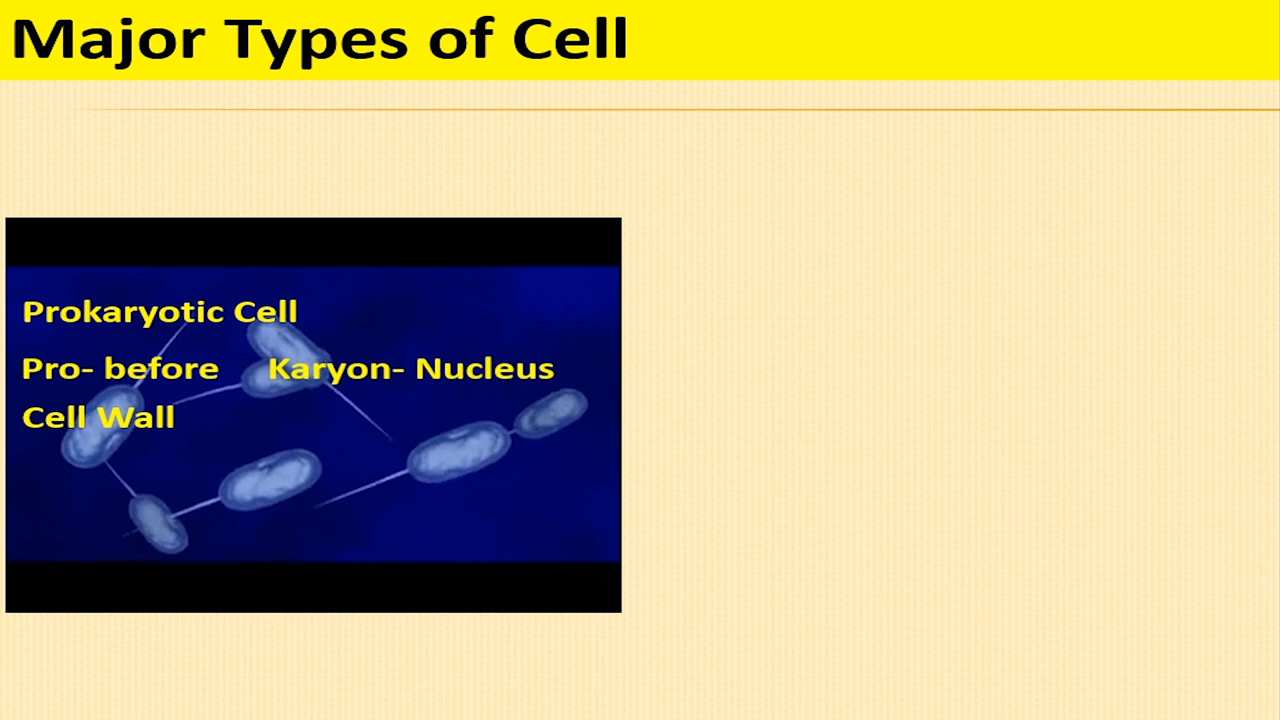 Major Types of Cell
Prokaryotic Cell
Pro- before Karyon- Nucleus
Cell Wall